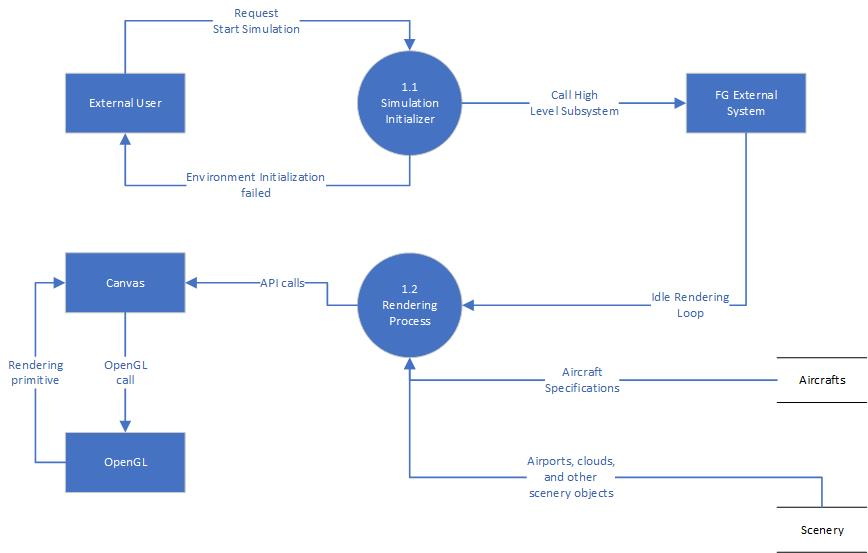 Request
Start Simulation
1.1
Simulation
Initializer
External User
Call High
Level Subsystem
FG External
System
Environment Initialization
failed
Canvas
API calls
1.2
Rendering
Process
Idle Rendering
Loop
Rendering
primitive
OpenGL
call
Aircraft
Specifications
Aircrafts
OpenGL
Airports, clouds,
and other
scenery objects
Scenery